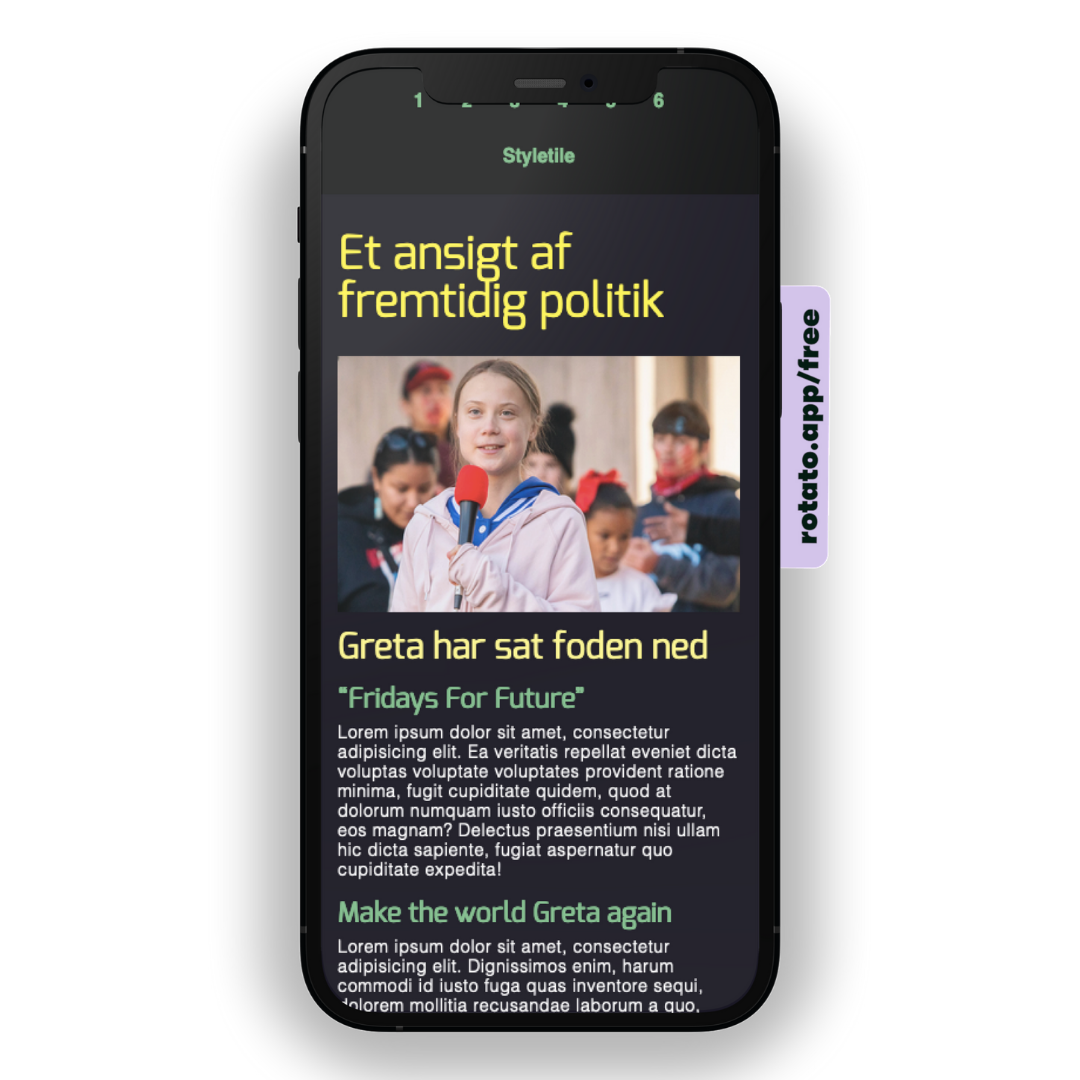 1 2 3 4 5 6
Styletile
Et ansigt af
fremtidig politik
Greta har sat foden ned
"Fridays For Future"
Lorem ipsum dolor sit amet, consectetur
adipisicing elit. Ea veritatis repellat eveniet dicta
voluptas voluptate voluptates provident ratione
minima, fugit cupiditate quidem, quod at
dolorum numquam iusto officiis consequatur,
eos magnam? Delectus praesentium nisi ullam
hic dicta sapiente, fugiat aspernatur quo
cupiditate expedita!
Make the world Greta again
Lorem ipsum dolor sit amet, consectetur
adipisicing elit. Dignissimos enim, harum
commodi id iusto fuga quas inventore sequi,
dolorem mollitia recusandae laborum a quo,
rotato.app/free